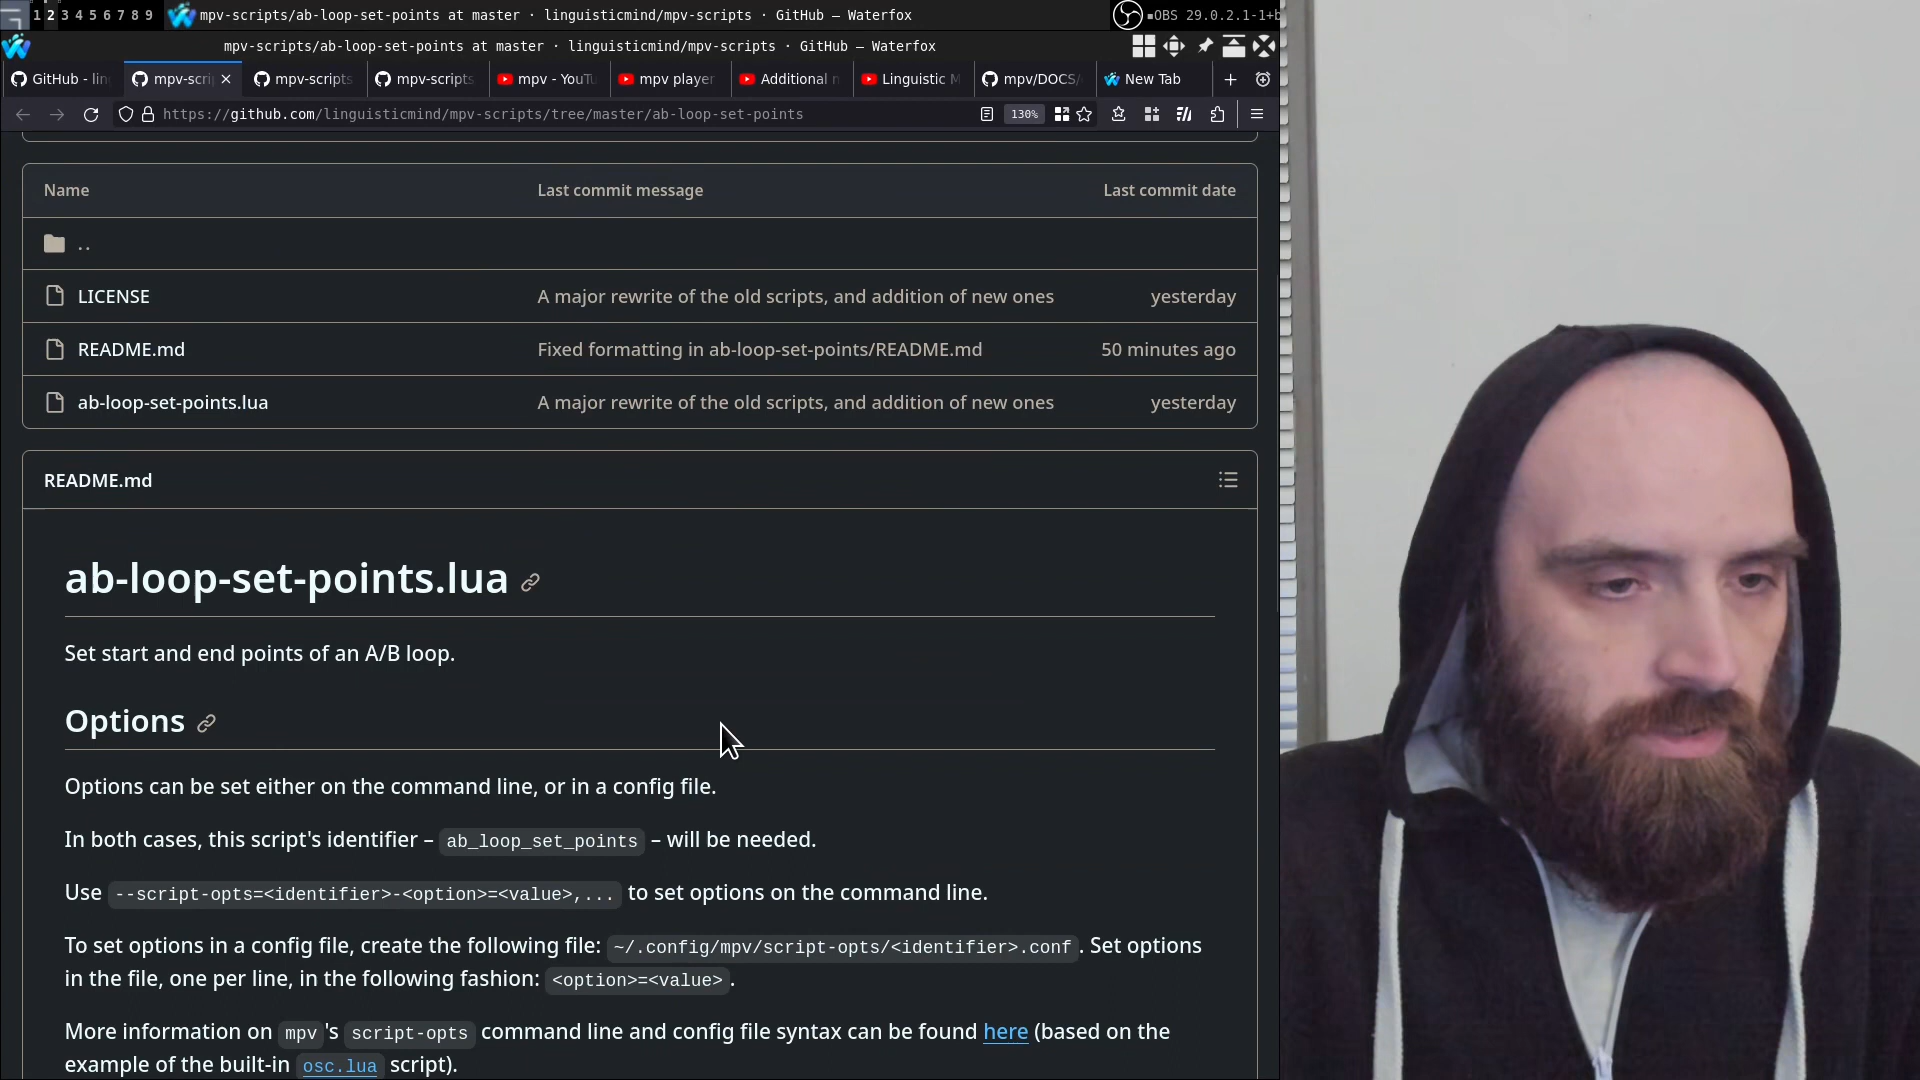 1 2 3 4 5 6 7 8 9 mpv-scripts/ab-loop-set-points at master · linguisticmind/mpv-scripts · GitHub — Waterfox OBS 29.0.2.1-1+b
mpv-scripts/ab-loop-set-points at master · linguisticmind/mpv-scripts · GitHub — Waterfox
GitHub - lin mpv-scri mpv-scripts mpv-scripts mpv - YouTu mpv player Additional n Linguistic M mpv/DOCS/ New Tab
https://github.com/linguisticmind/mpv-scripts/tree/master/ab-loop-set-points 130%
Name Last commit message Last commit date
..
LICENSE A major rewrite of the old scripts, and addition of new ones yesterday
README.md Fixed formatting in ab-loop-set-points/README.md 50 minutes ago
ab-loop-set-points.lua A major rewrite of the old scripts, and addition of new ones yesterday
README.md
ab-loop-set-points.lua
Set start and end points of an A/B loop.
Options
Options can be set either on the command line, or in a config file.
In both cases, this script's identifier – ab_loop_set_points – will be needed.
Use --script-opts=<identifier>-<option>=<value>,... to set options on the command line.
To set options in a config file, create the following file: ~/.config/mpv/script-opts/<identifier>.conf. Set options
in the file, one per line, in the following fashion: <option>=<value>.
More information on mpv's script-opts command line and config file syntax can be found here (based on the
example of the built-in osc.lua script).